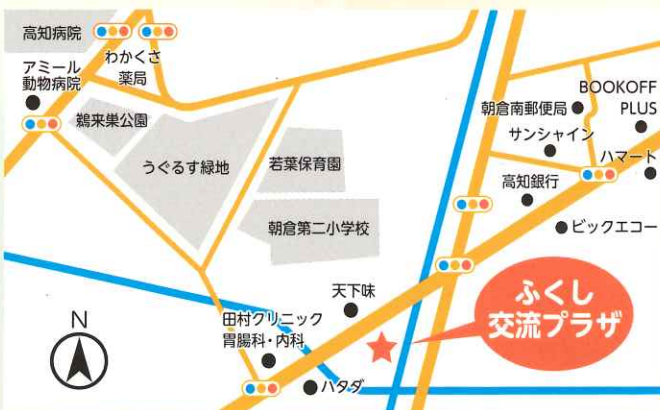 高知病院
わかくさ
薬局
アミール
動物病院
鵜来巣公園
うぐるす緑地
若葉保育園
朝倉第二小学校
BOOKOFF
PLUS
朝倉南郵便局
サンシャイン
ハマート
高知銀行
ビックエコー
天下味
田村クリニック
胃腸科・内科
ハタダ
ふくし
交流プラザ
N